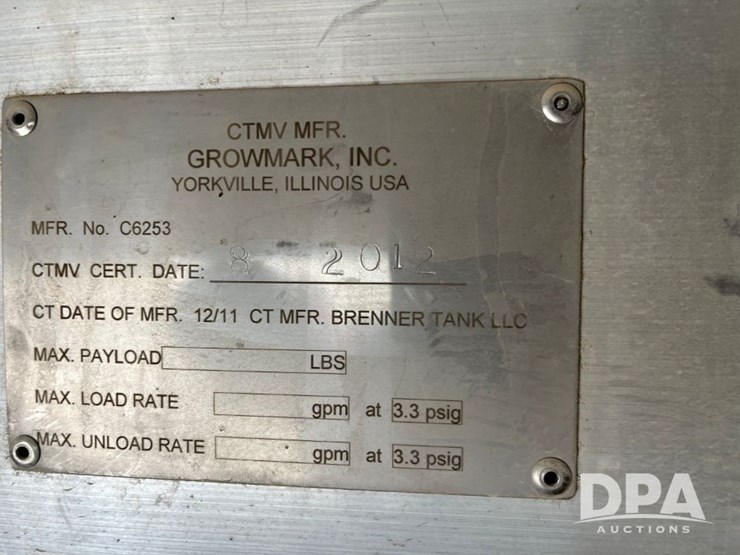 CTMV MFR.
GROWMARK, INC.
YORKVILLE, ILLINOIS USA
MFR. No. C6253
CTMV CERT. DATE: 8 2012
CT DATE OF MFR. 12/11 CT MFR. BRENNER TANK LLC
MAX. PAYLOAD LBS
MAX. LOAD RATE gpm at 3.3 psig
MAX. UNLOAD RATE gpm at 3.3 psig
DPA
AUCTIONS